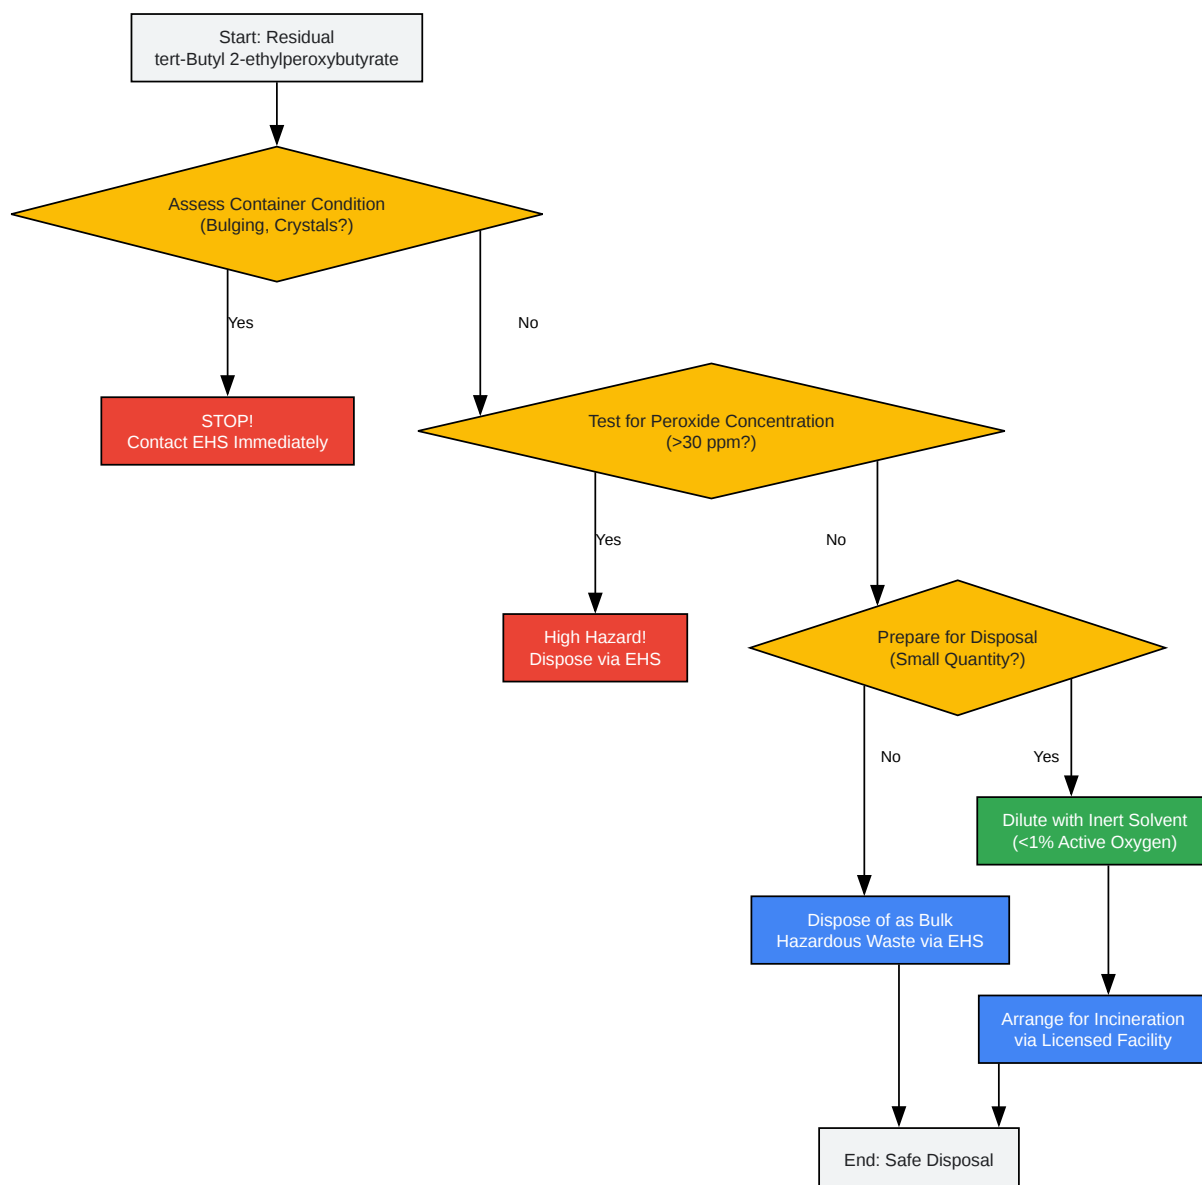 Start: Residual
tert-Butyl 2-ethylperoxybutyrate
Assess Container Condition
(Bulging, Crystals?)
Yes
No
STOP!
Contact EHS Immediately
Test for Peroxide Concentration
(>30 ppm?)
Yes
No
High Hazard!
Dispose via EHS
Prepare for Disposal
(Small Quantity?)
No
Yes
Dilute with Inert Solvent
(<1% Active Oxygen)
Dispose of as Bulk
Hazardous Waste via EHS
Arrange for Incineration
via Licensed Facility
End: Safe Disposal